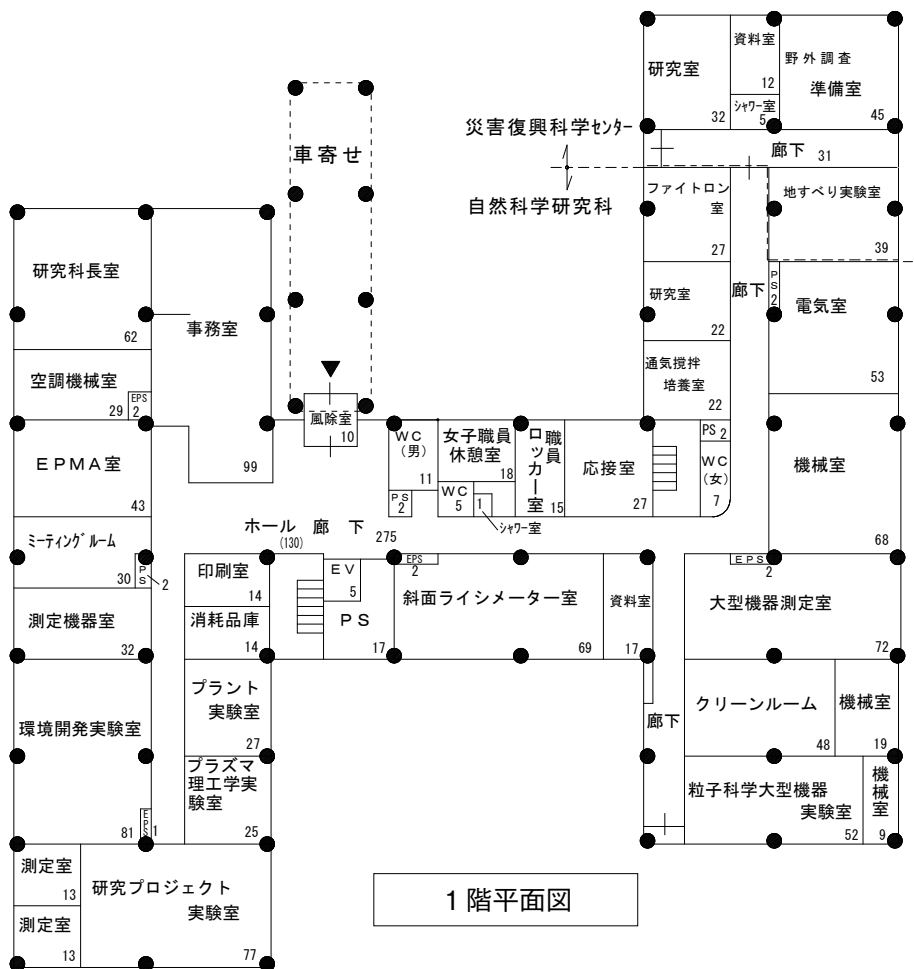 研究室
32
資料室
12
シャワー室
5
野外調査
準備室
45
災害復興科学センター
自然科学研究科
廊下
31
車寄せ
ファイトロン
室
27
地すべり実験室
39
研究科長室
62
事務室
99
研究室
22
廊下
PS
2
電気室
53
空調機械室
29
EPS
2
通気撹拌
培養室
22
風除室
10
WC
(男)
11
女子職員
休憩室
18
職員
ロッカー室
15
応接室
27
PS 2
WC
(女)
7
機械室
68
EPMA室
43
PS
2
WC
5
1
シャワー室
ホール
(130)
廊下
275
ミーティングルーム
30
PS
2
印刷室
14
EV
5
EPS
2
斜面ライシメーター室
69
資料室
17
EPS
2
大型機器測定室
72
測定機器室
32
消耗品庫
14
PS
17
環境開発実験室
81
EPS
1
プラント
実験室
27
プラズマ
理工学実
験室
25
廊下
クリーンルーム
48
機械室
19
粒子科学大型機器
実験室
52
機械室
9
測定室
13
測定室
13
研究プロジェクト
実験室
77
1階平面図